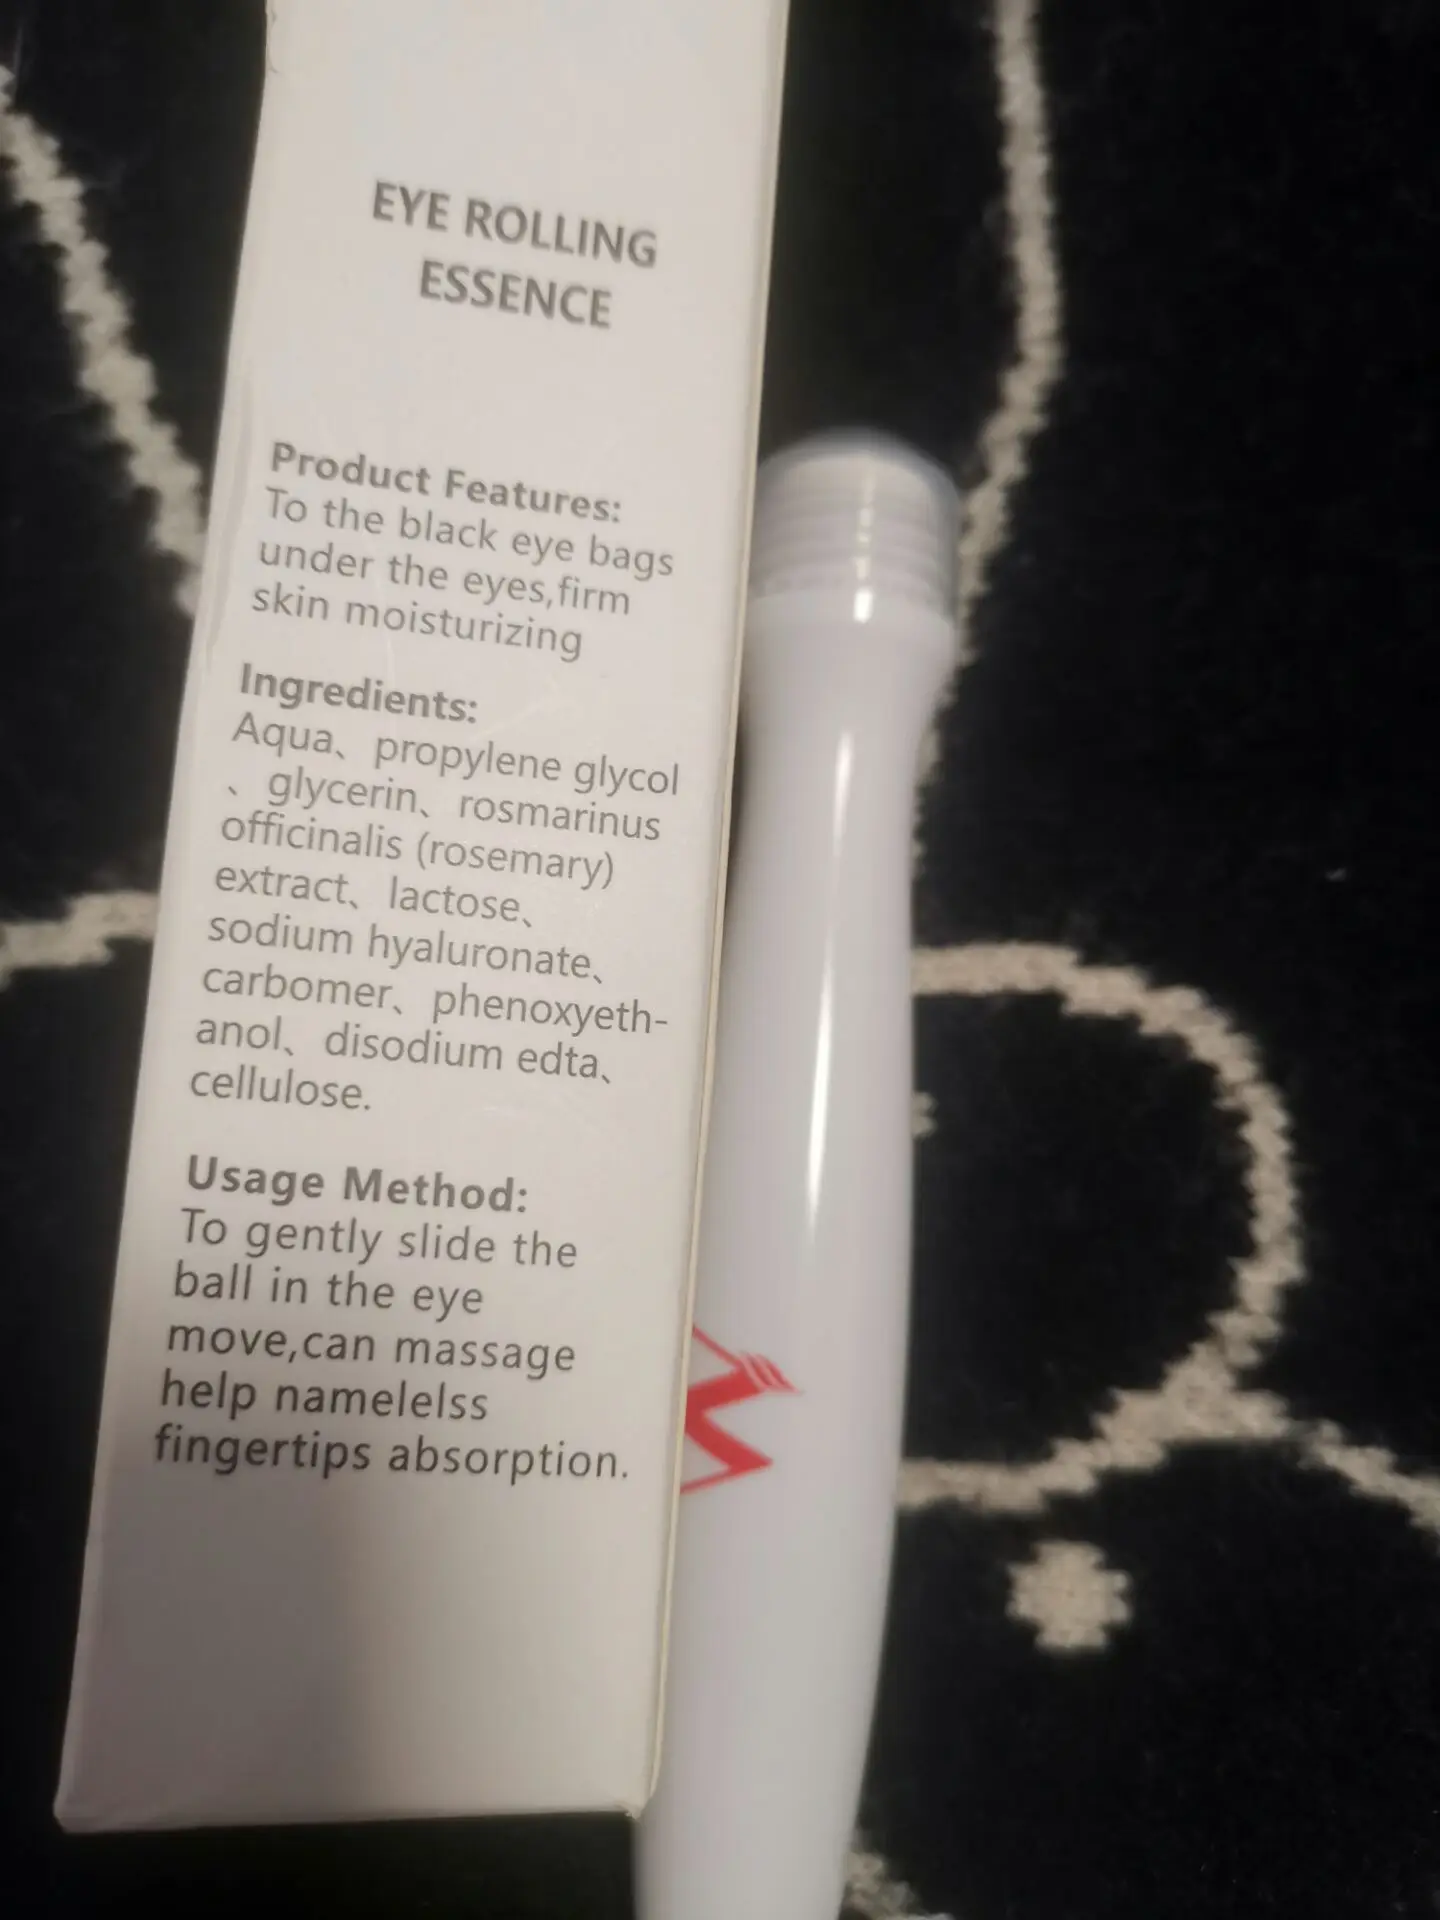 EYE ROLLING
ESSENCE
Product Features:
To the black eye bags
under the eyes,firm
skin moisturizing
Ingredients:
Aqua、propylene glycol
、glycerin、rosmarinus
officinalis (rosemary)
extract、lactose、
sodium hyaluronate、
carbomer、phenoxyeth-
anol、disodium edta、
cellulose.
Usage Method:
To gently slide the
ball in the eye
move,can massage
help namelelss
fingertips absorption.